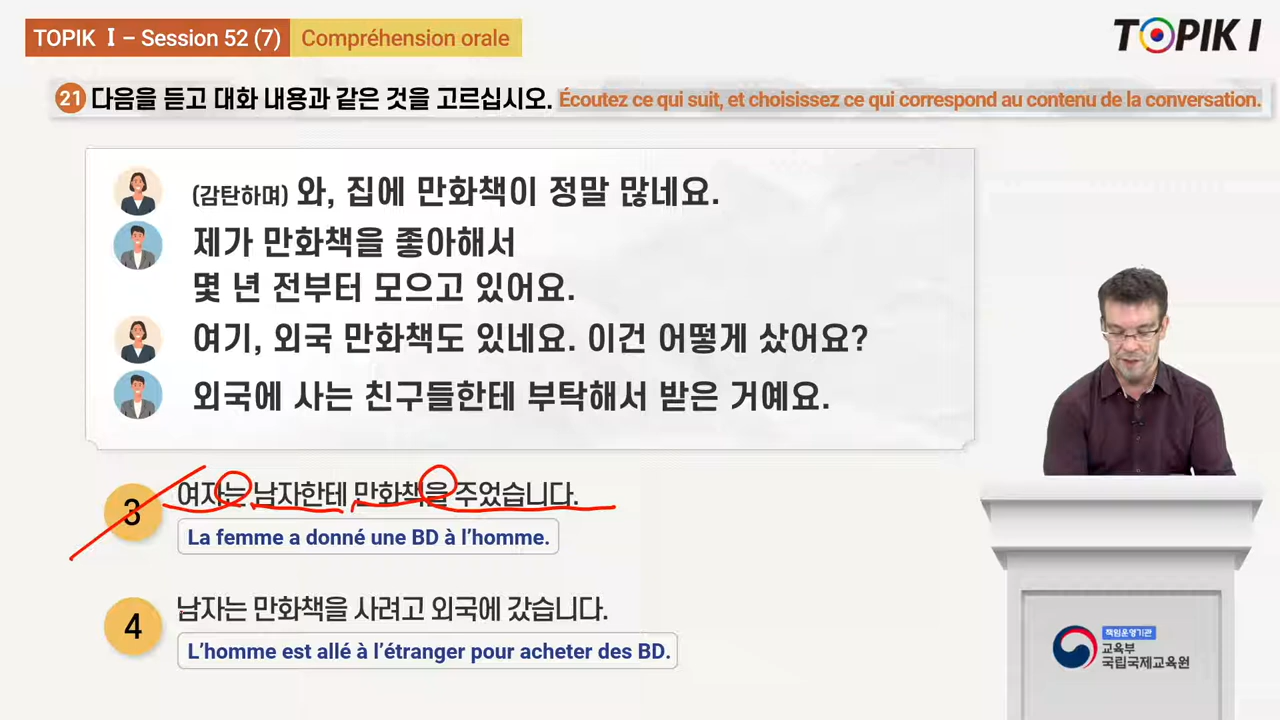 TOPIK Ⅰ – Session 52 (7) Compréhension orale
TOPIK I
21 다음을 듣고 대화 내용과 같은 것을 고르십시오. Écoutez ce qui suit, et choisissez ce qui correspond au contenu de la conversation.
(감탄하며) 와, 집에 만화책이 정말 많네요.
제가 만화책을 좋아해서
몇 년 전부터 모으고 있어요.
여기, 외국 만화책도 있네요. 이건 어떻게 샀어요?
외국에 사는 친구들한테 부탁해서 받은 거예요.
3 여자는 남자한테 만화책을 주었습니다.
La femme a donné une BD à l’homme.
4 남자는 만화책을 사려고 외국에 갔습니다.
L’homme est allé à l’étranger pour acheter des BD.
책임운영기관
교육부
국립국제교육원